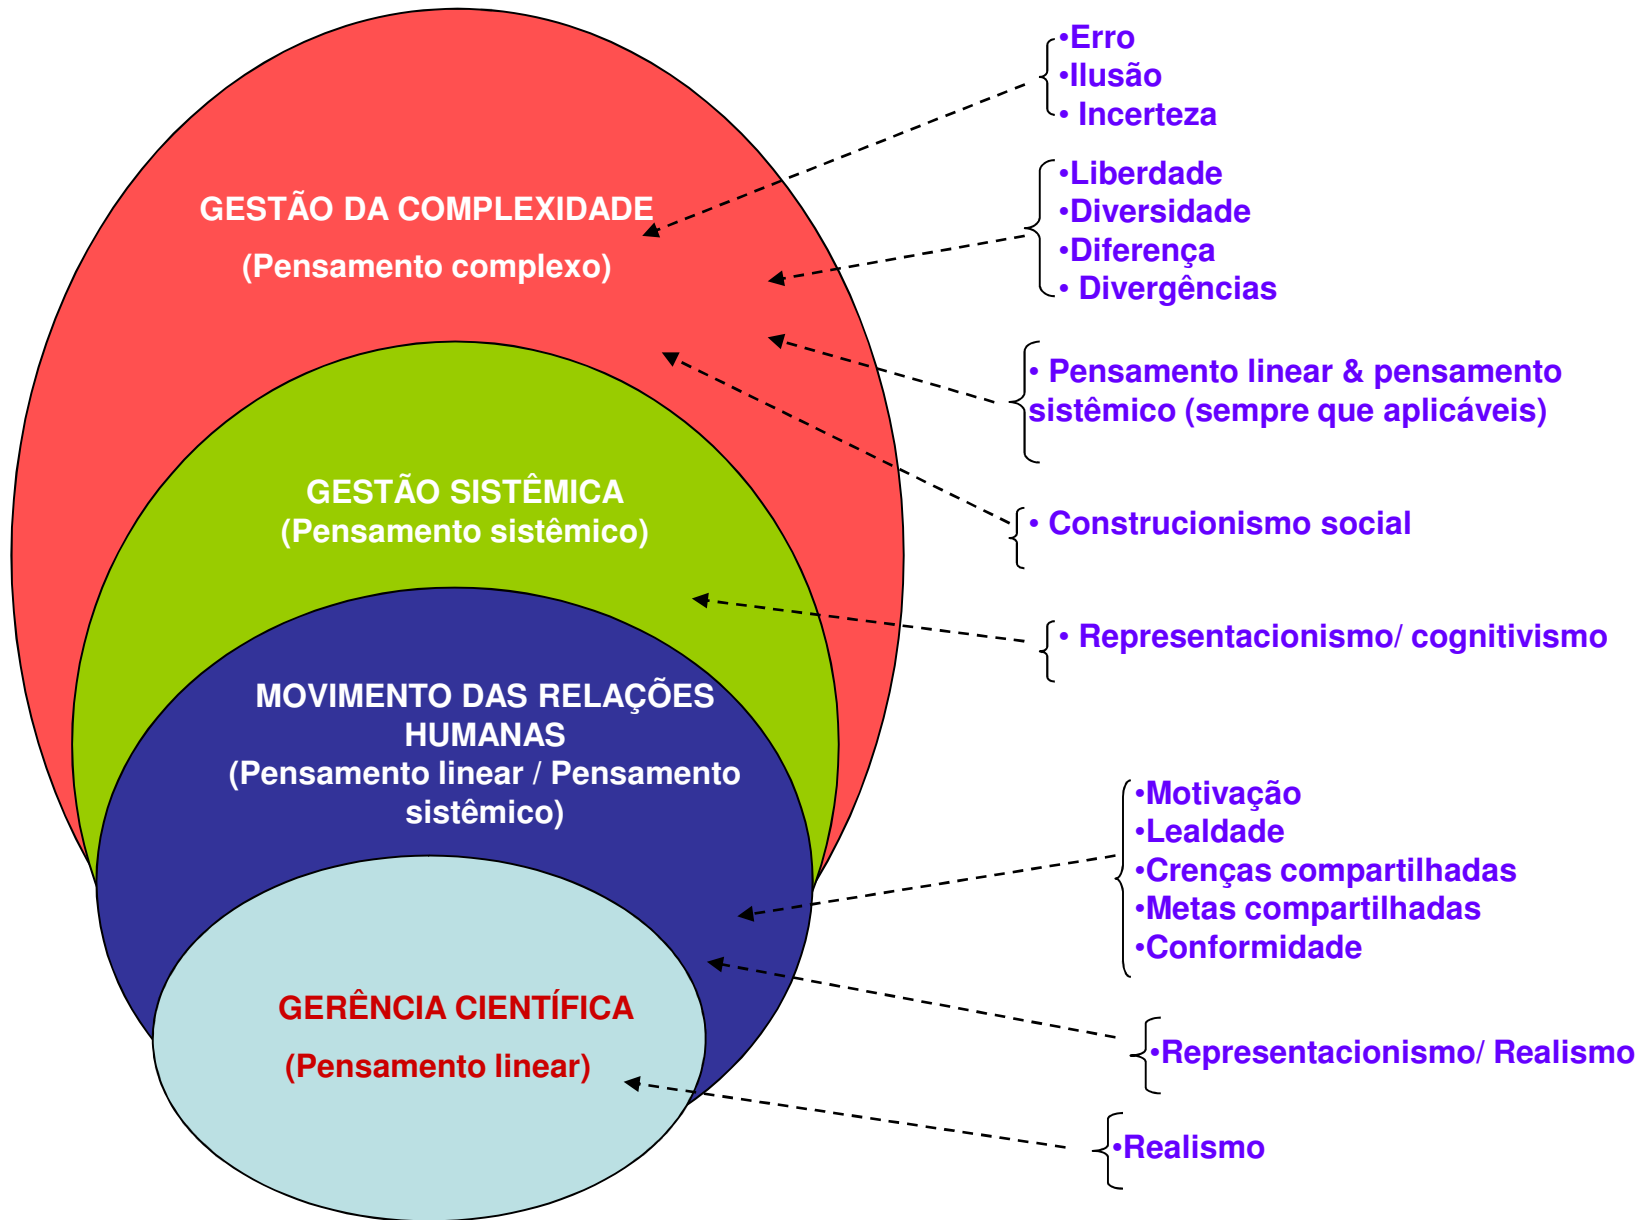 •Erro
•Ilusão
• Incerteza
•Liberdade
•Diversidade
•Diferença
• Divergências
GESTÃO DA COMPLEXIDADE
(Pensamento complexo)
• Pensamento linear & pensamento
sistêmico (sempre que aplicáveis)
GESTÃO SISTÊMICA
(Pensamento sistêmico)
• Construcionismo social
• Representacionismo/ cognitivismo
MOVIMENTO DAS RELAÇÕES
HUMANAS
(Pensamento linear / Pensamento
sistêmico)
•Motivação
•Lealdade
•Crenças compartilhadas
•Metas compartilhadas
•Conformidade
GERÊNCIA CIENTÍFICA
(Pensamento linear)
•Representacionismo/ Realismo
•Realismo